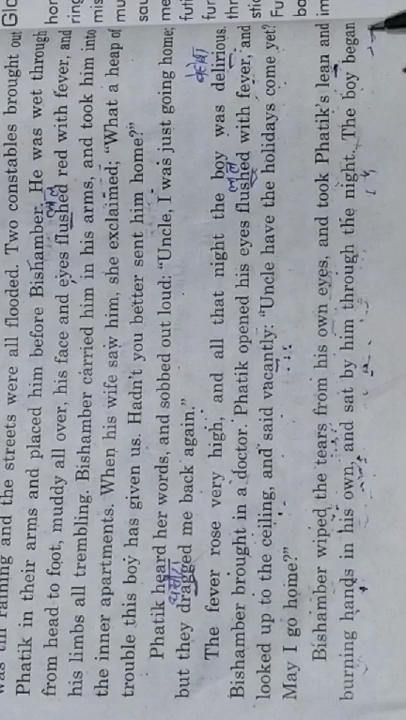 was till raining and the streets were all flooded. Two constables brought out
Phatik in their arms and placed him before Bishamber. He was wet through
from head to foot, muddy all over, his face and eyes flushed red with fever, and
his limbs all trembling. Bishamber carried him in his arms, and took him into
the inner apartments. When his wife saw him, she exclaimed; “What a heap of
trouble this boy has given us. Hadn't you better sent him home?”
Phatik heard her words, and sobbed out loud: “Uncle, I was just going home;
but they dragged me back again.”
The fever rose very high, and all that night the boy was delirious.
Bishamber brought in a doctor. Phatik opened his eyes flushed with fever, and
looked up to the ceiling, and said vacantly: “Uncle have the holidays come yet?
May I go home?”
Bishamber wiped the tears from his own eyes, and took Phatik's lean and
burning hands in his own, and sat by him through the night. The boy began